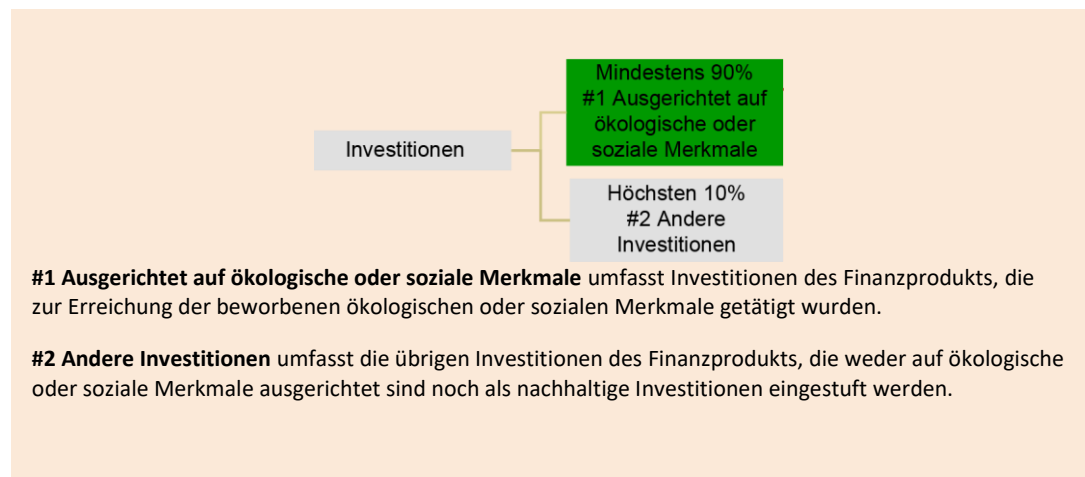 Mindestens 90%
#1 Ausgerichtet auf
ökologische oder
soziale Merkmale
Investitionen
Höchsten 10%
#2 Andere
Investitionen
#1 Ausgerichtet auf ökologische oder soziale Merkmale umfasst Investitionen des Finanzprodukts, die
zur Erreichung der beworbenen ökologischen oder sozialen Merkmale getätigt wurden.
#2 Andere Investitionen umfasst die übrigen Investitionen des Finanzprodukts, die weder auf ökologische
oder soziale Merkmale ausgerichtet sind noch als nachhaltige Investitionen eingestuft werden.